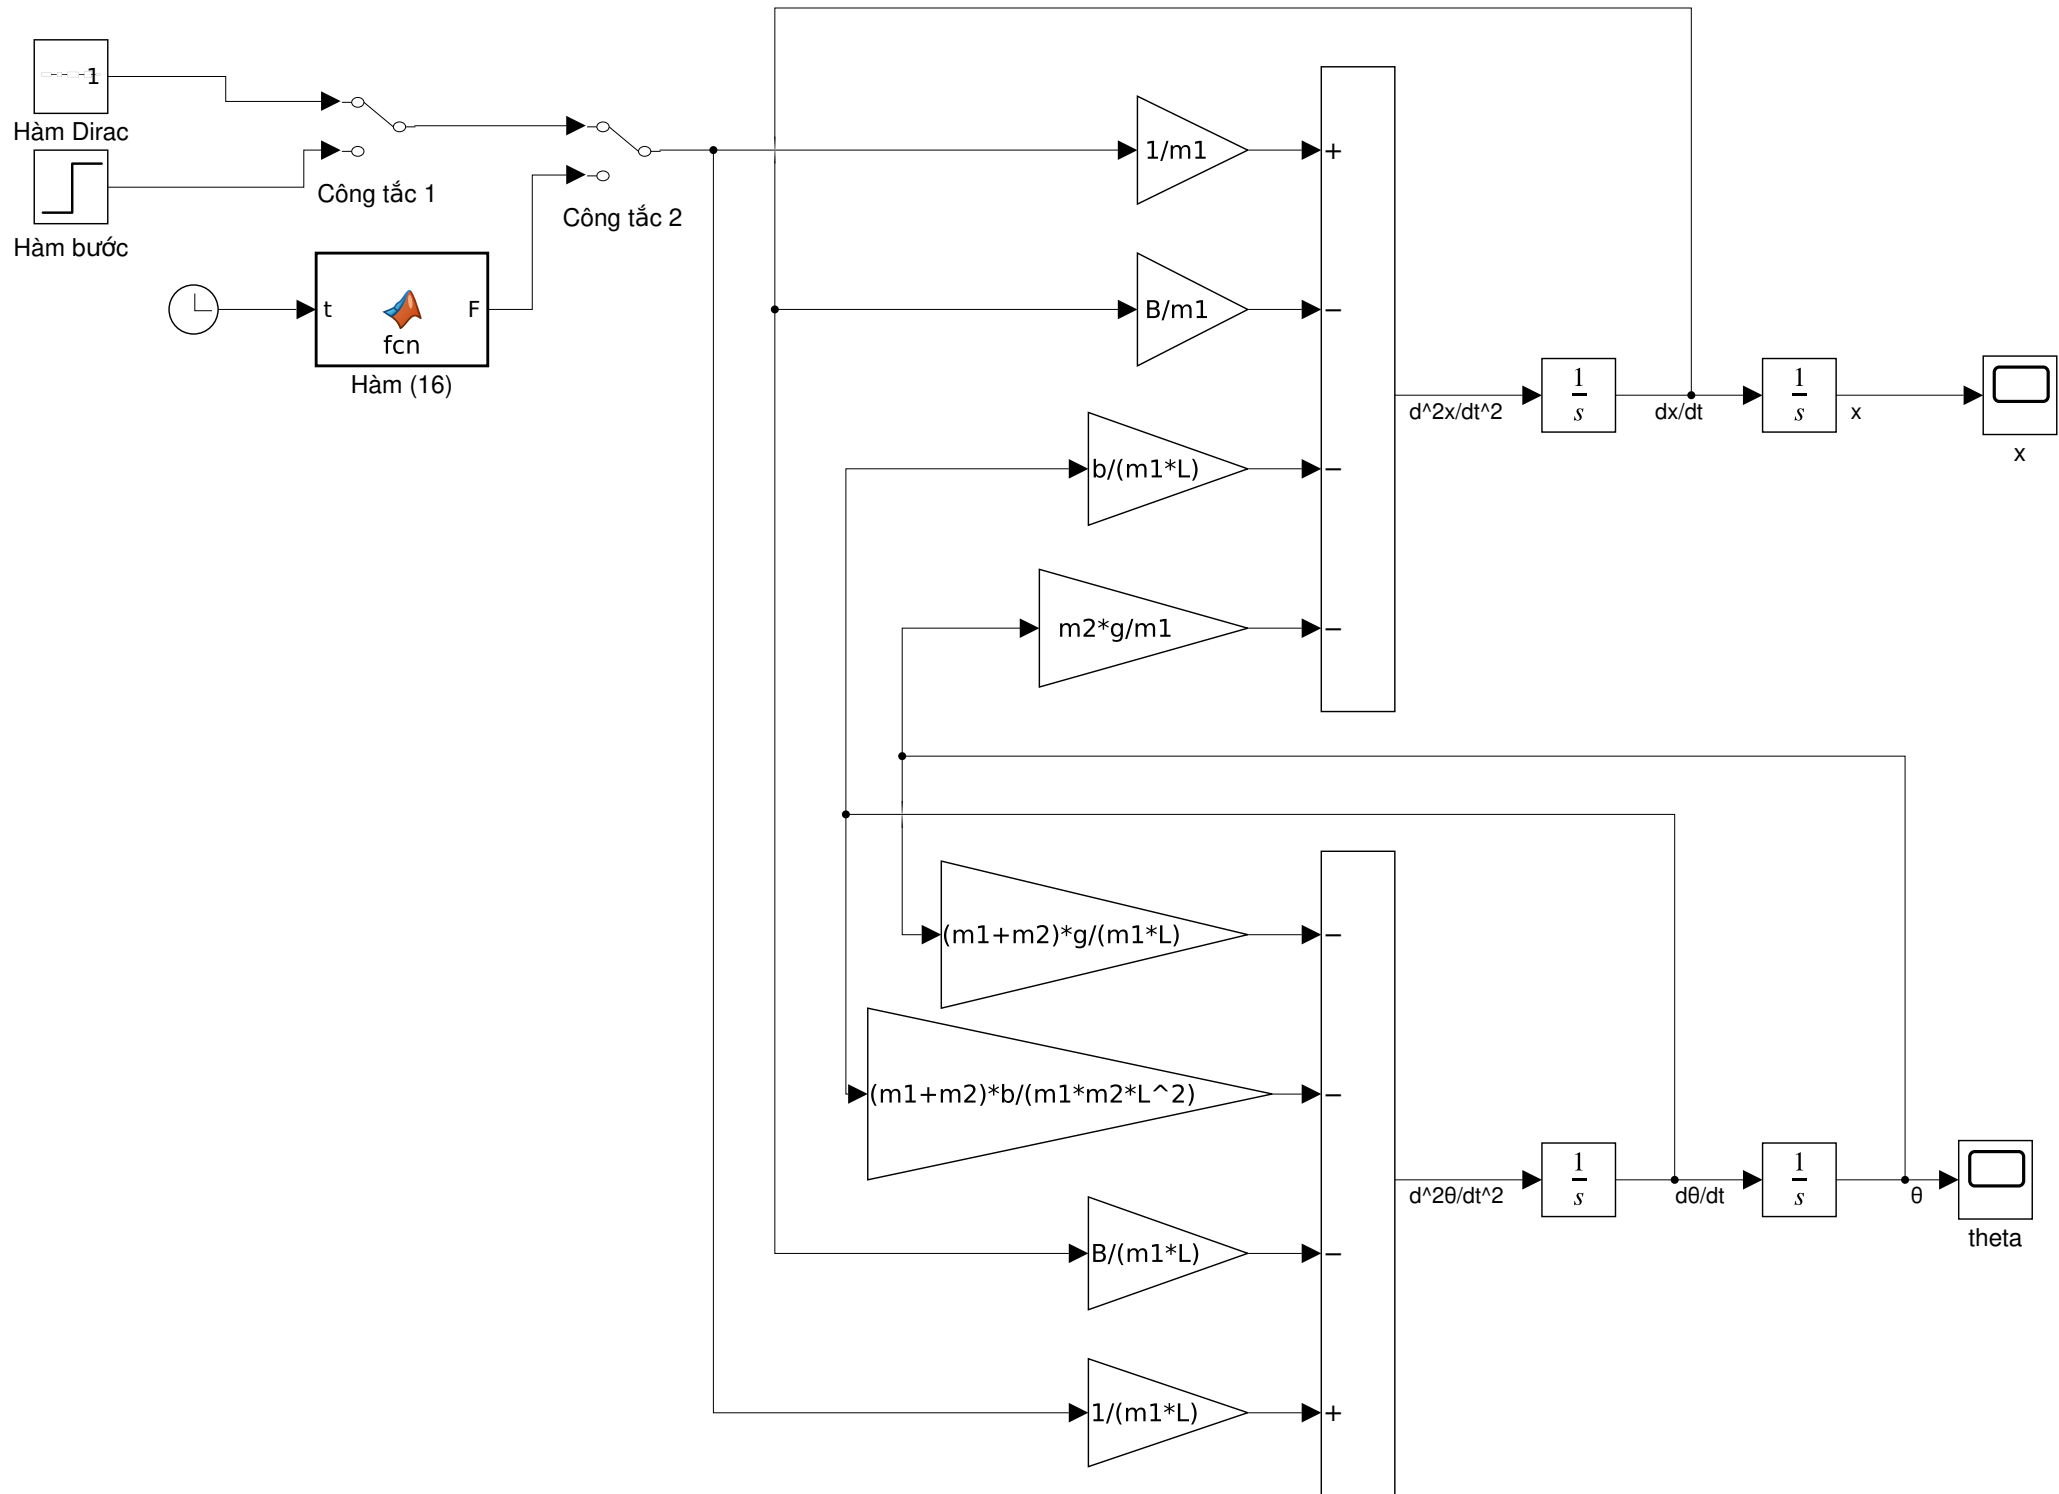 1
Hàm Dirac
Hàm bước
Công tắc 1
Công tắc 2
t
F
fcn
Hàm (16)
1/m1
+
B/m1
−
b/(m1*L)
−
m2*g/m1
−
d^2x/dt^2
1
s
dx/dt
1
s
x
x
(m1+m2)*g/(m1*L)
−
(m1+m2)*b/(m1*m2*L^2)
−
B/(m1*L)
−
1/(m1*L)
+
d^2θ/dt^2
1
s
dθ/dt
1
s
θ
theta